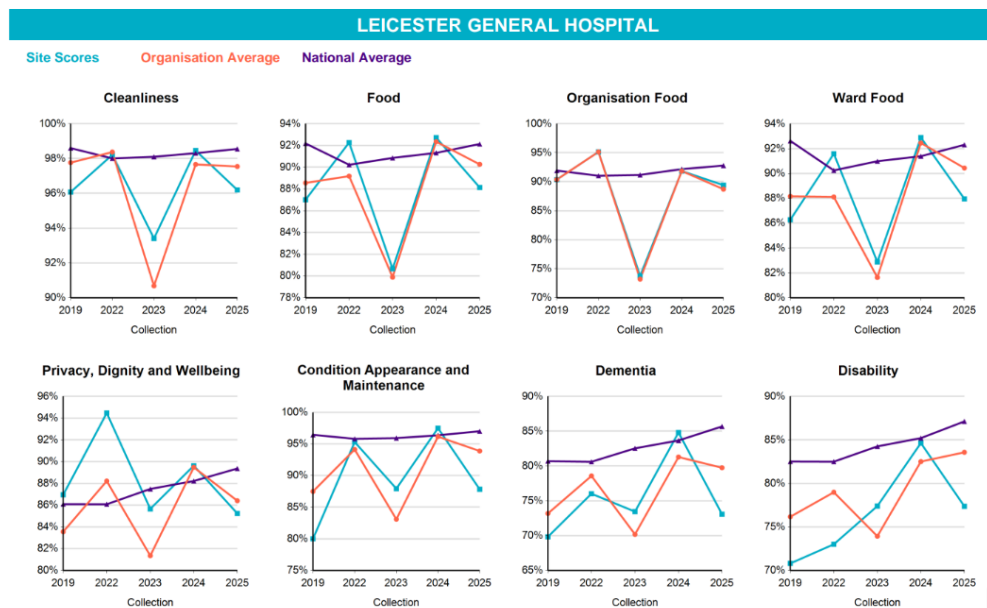 LEICESTER GENERAL HOSPITAL
Site Scores Organisation Average National Average
Cleanliness
100%
98%
96%
94%
92%
90%
2019 2022 2023 2024 2025
Collection
Food
94%
92%
90%
88%
86%
84%
82%
80%
78%
2019 2022 2023 2024 2025
Collection
Organisation Food
100%
95%
90%
85%
80%
75%
70%
2019 2022 2023 2024 2025
Collection
Ward Food
94%
92%
90%
88%
86%
84%
82%
80%
2019 2022 2023 2024 2025
Collection
Privacy, Dignity and Wellbeing
96%
94%
92%
90%
88%
86%
84%
82%
80%
2019 2022 2023 2024 2025
Collection
Condition Appearance and
Maintenance
100%
95%
90%
85%
80%
75%
2019 2022 2023 2024 2025
Collection
Dementia
90%
85%
80%
75%
70%
65%
2019 2022 2023 2024 2025
Collection
Disability
90%
85%
80%
75%
70%
2019 2022 2023 2024 2025
Collection